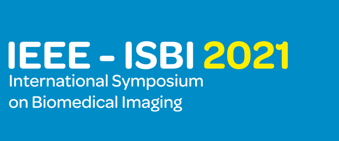 IEEE - ISBI 2021
International Symposium
on Biomedical Imaging